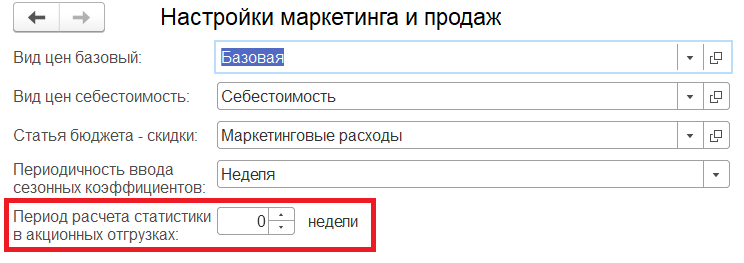 Настройки маркетинга и продаж
Вид цен базовый: Базовая
Вид цен себестоимость: Себестоимость
Статья бюджета - скидки: Маркетинговые расходы
Периодичность ввода
сезонных коэффициентов: Неделя
Период расчета статистики
в акционных отгрузках: 0 недели